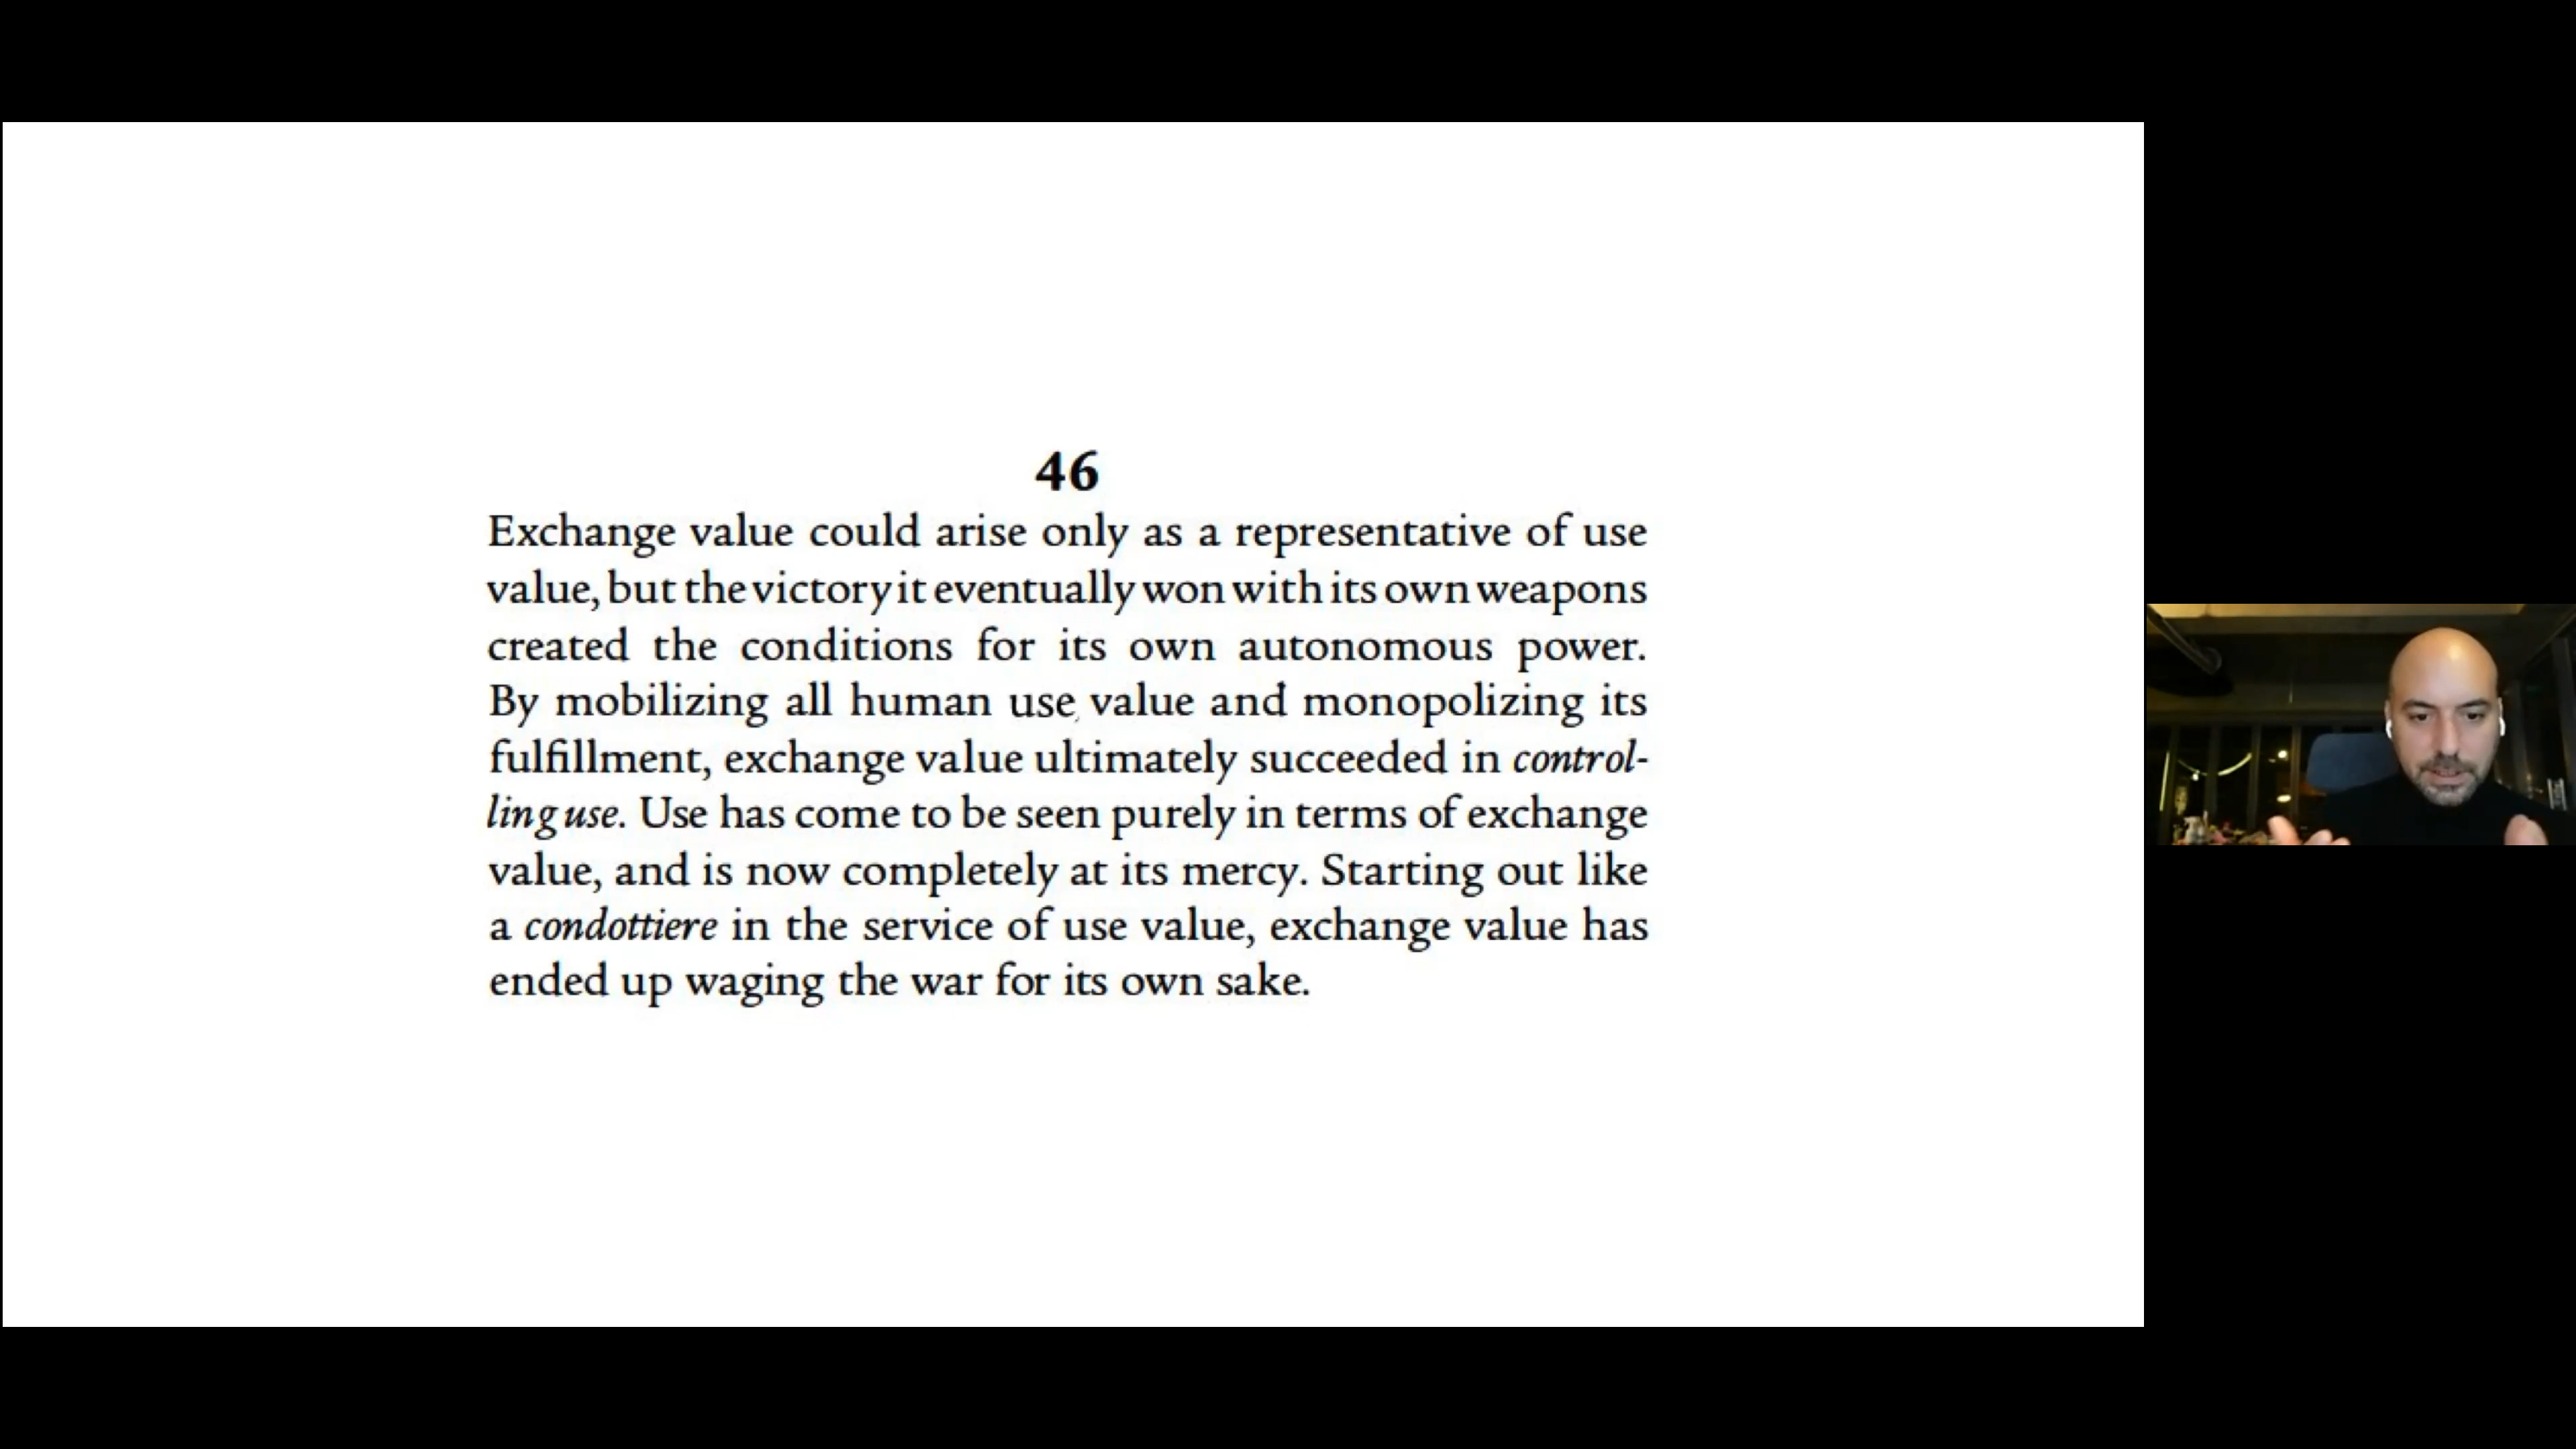 46
Exchange value could arise only as a representative of use
value, but the victory it eventually won with its own weapons
created the conditions for its own autonomous power.
By mobilizing all human use value and monopolizing its
fulfillment, exchange value ultimately succeeded in control-
ling use. Use has come to be seen purely in terms of exchange
value, and is now completely at its mercy. Starting out like
a condottiere in the service of use value, exchange value has
ended up waging the war for its own sake.